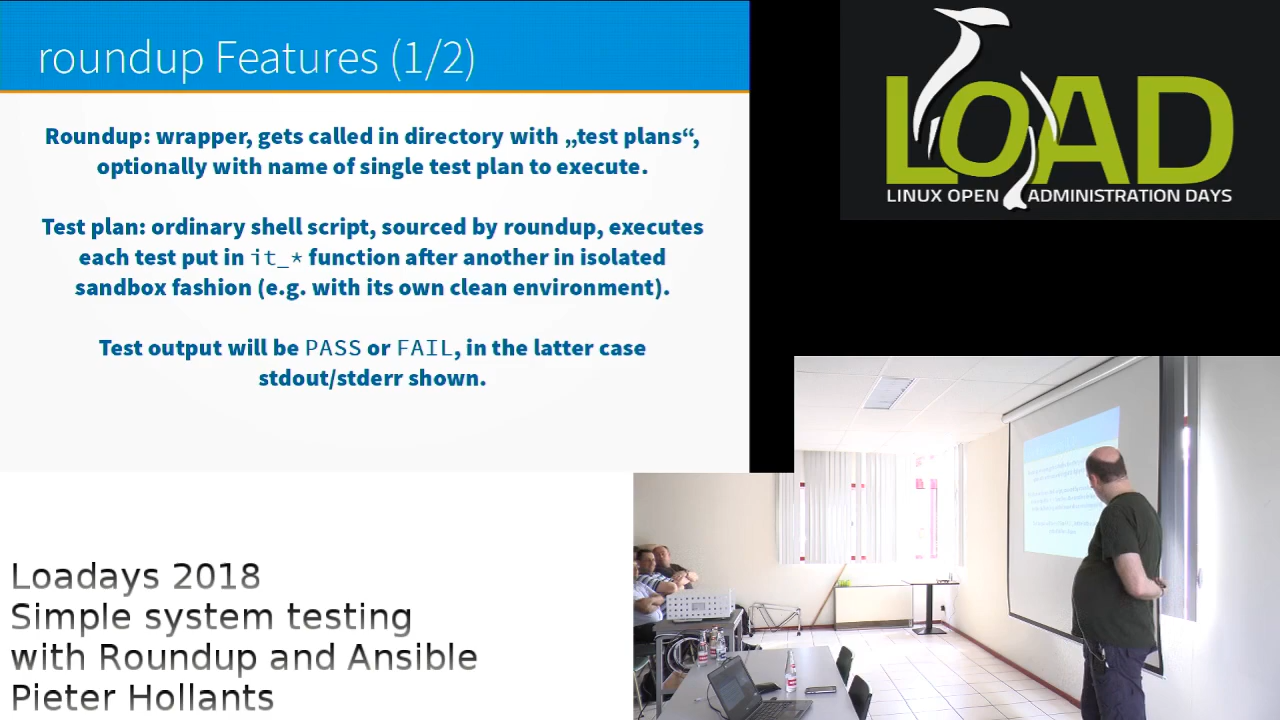 roundup Features (1/2)
Roundup: wrapper, gets called in directory with „test plans“,
optionally with name of single test plan to execute.
Test plan: ordinary shell script, sourced by roundup, executes
each test put in it_* function after another in isolated
sandbox fashion (e.g. with its own clean environment).
Test output will be PASS or FAIL, in the latter case
stdout/stderr shown.
LOAD
LINUX OPEN ADMINISTRATION DAYS
Loadays 2018
Simple system testing
with Roundup and Ansible
Pieter Hollants